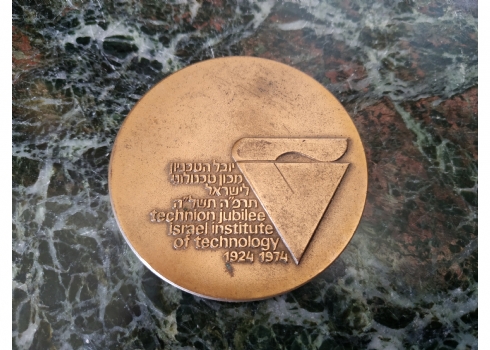 יובל הטכניון
מכון טכנולוגי
לישראל
תרפ"ה תשל"ה
technion jubilee
israel institute
of technology
1924 1974